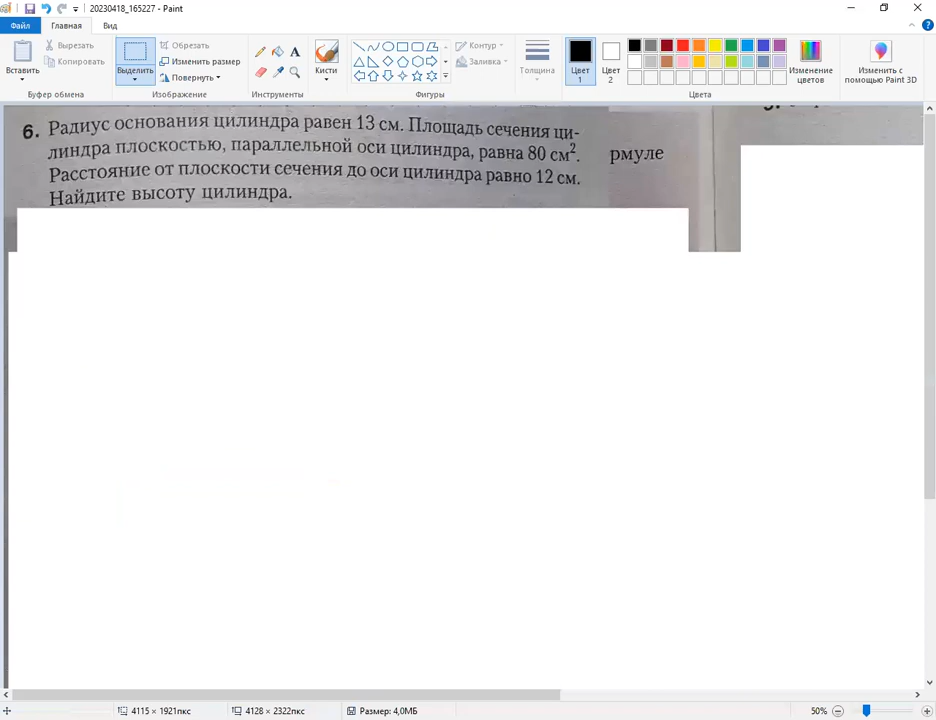 20230418_165227 - Paint
Файл Главная Вид
Вставить
Выделить
Вырезать
Копировать
Обрезать
Изменить размер
Повернуть
A
Кисти
Контур
Заливка
Толщина
Цвет 1
Цвет 2
Изменение цветов
Изменить с помощью Paint 3D
Буфер обмена Изображение Инструменты Фигуры Цвета
6. Радиус основания цилиндра равен 13 см. Площадь сечения ци-
линдра плоскостью, параллельной оси цилиндра, равна 80 см². рмуле
Расстояние от плоскости сечения до оси цилиндра равно 12 см.
Найдите высоту цилиндра.
4115 × 1921пкс 4128 × 2322пкс Размер: 4,0МБ 50%